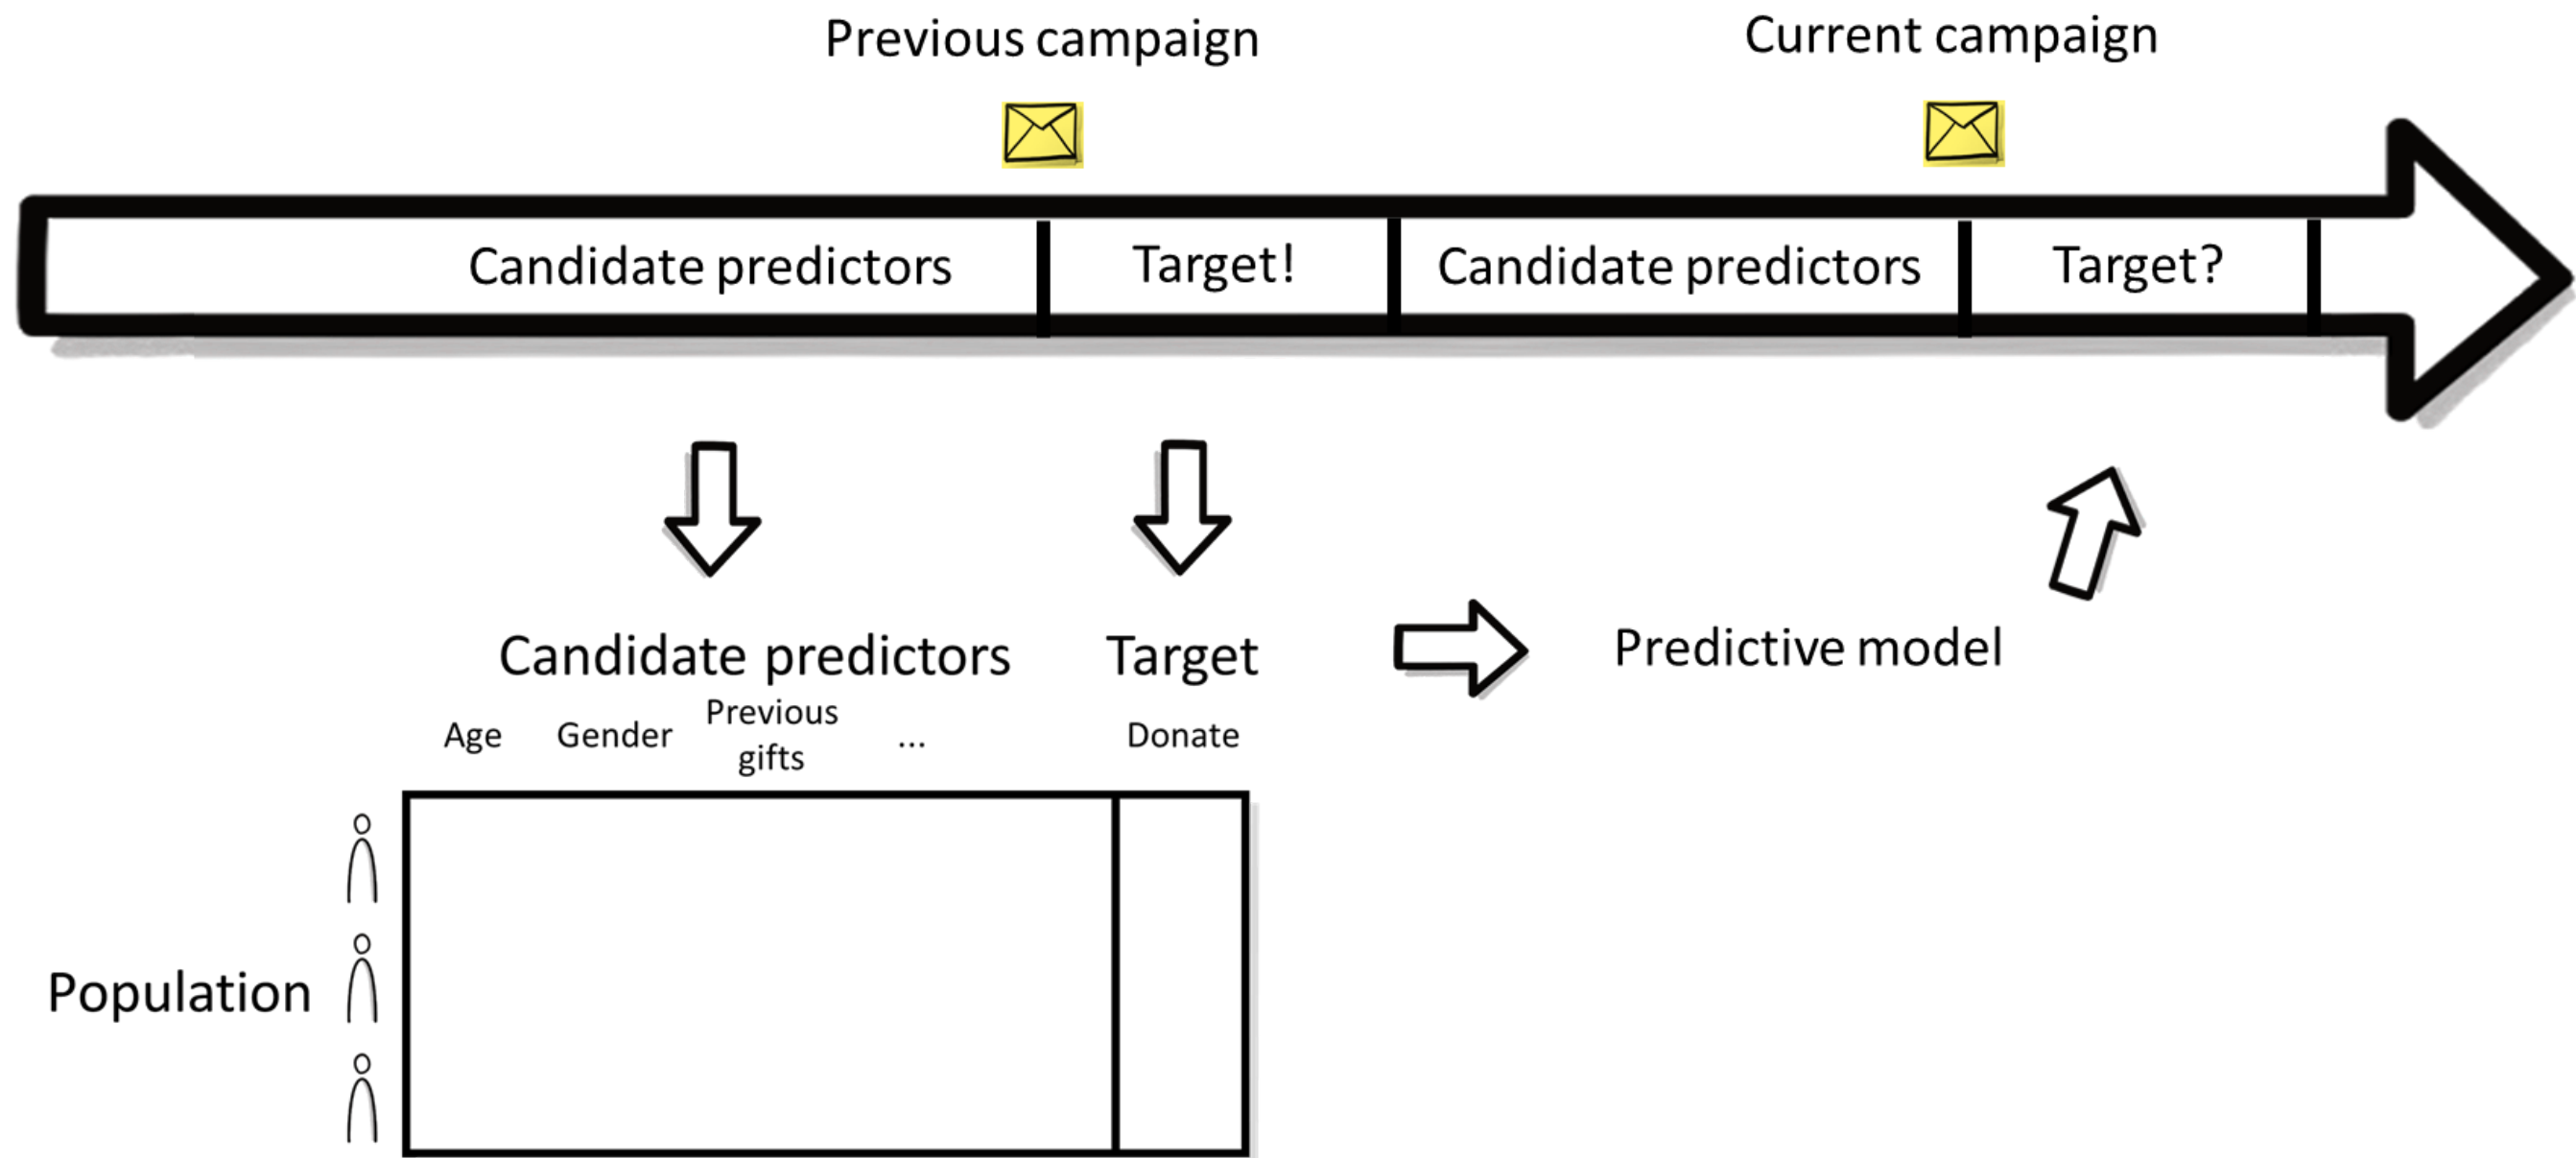 Previous campaign
Current campaign
Candidate predictors
Target!
Candidate predictors
Target?
Candidate predictors
Target
Predictive model
Age
Gender
Previous
gifts
...
Donate
Population